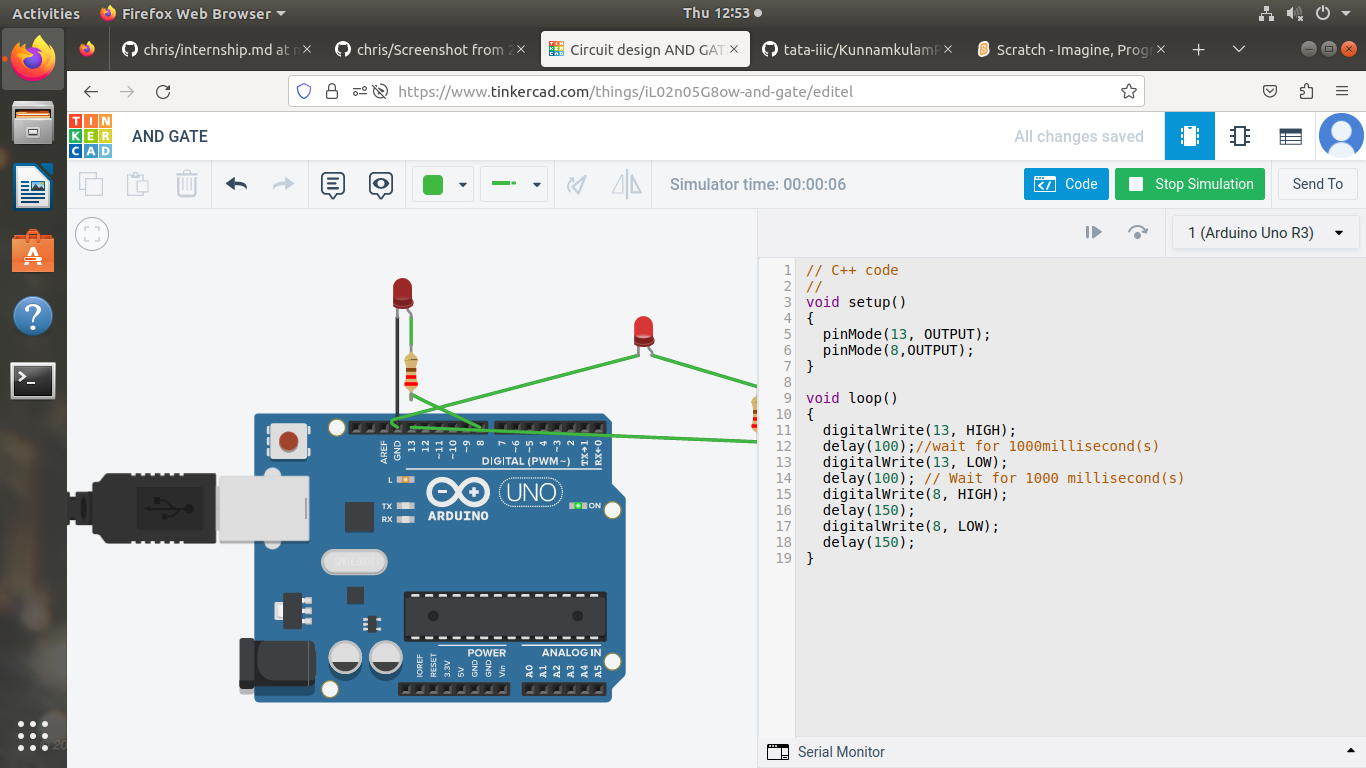 Activities
Firefox Web Browser
Thu 12:53
chris/internship.md at m
chris/Screenshot from 2
Circuit design AND GAT
tata-iiic/KunnamkulamP
Scratch - Imagine, Progr
https://www.tinkercad.com/things/iL02n05G8ow-and-gate/editel
TIN
KER
CAD
AND GATE
All changes saved
Simulator time: 00:00:06
Code
Stop Simulation
Send To
1 (Arduino Uno R3)
1 // C++ code
2 //
3 void setup()
4 {
5 pinMode(13, OUTPUT);
6 pinMode(8,OUTPUT);
7 }
8
9 void loop()
10 {
11 digitalWrite(13, HIGH);
12 delay(100);//wait for 1000millisecond(s)
13 digitalWrite(13, LOW);
14 delay(100); // Wait for 1000 millisecond(s)
15 digitalWrite(8, HIGH);
16 delay(150);
17 digitalWrite(8, LOW);
18 delay(150);
19 }
AREF
GND
13
12
~11
~10
~9
8
7
~6
~5
4
~3
2
TX→1
RX←0
DIGITAL (PWM~)
L
TX
RX
UNO
ARDUINO
ON
POWER
ANALOG IN
IOREF
RESET
3.3V
5V
GND
GND
Vin
A0
A1
A2
A3
A4
A5
Serial Monitor